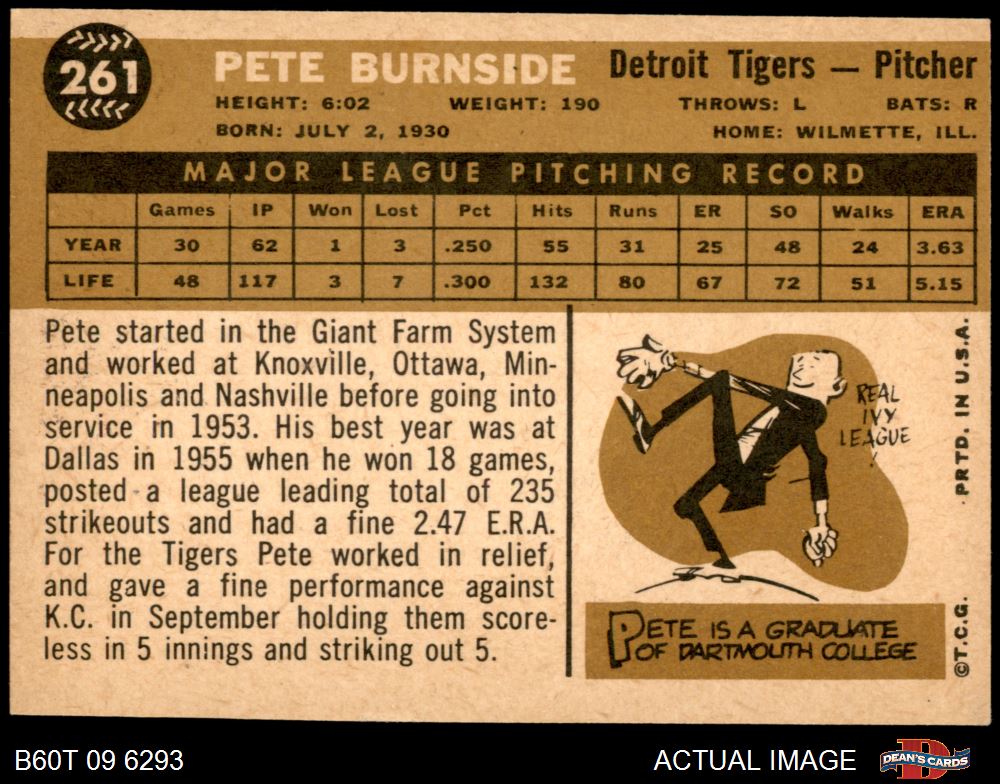 261
PETE BURNSIDE Detroit Tigers — Pitcher
HEIGHT: 6:02 WEIGHT: 190 THROWS: L BATS: R
BORN: JULY 2, 1930 HOME: WILMETTE, ILL.
MAJOR LEAGUE PITCHING RECORD
Games IP Won Lost Pct Hits Runs ER SO Walks ERA
YEAR 30 62 1 3 .250 55 31 25 48 24 3.63
LIFE 48 117 3 7 .300 132 80 67 72 51 5.15
Pete started in the Giant Farm System
and worked at Knoxville, Ottawa, Min-
neapolis and Nashville before going into
service in 1953. His best year was at
Dallas in 1955 when he won 18 games,
posted a league leading total of 235
strikeouts and had a fine 2.47 E.R.A.
For the Tigers Pete worked in relief,
and gave a fine performance against
K.C. in September holding them score-
less in 5 innings and striking out 5.
REAL
IVY
LEAGUE
!
PETE IS A GRADUATE
OF DARTMOUTH COLLEGE
©T.C.G. PRTD. IN U.S.A.
B60T 09 6293 ACTUAL IMAGE
D
DEAN'S CARDS